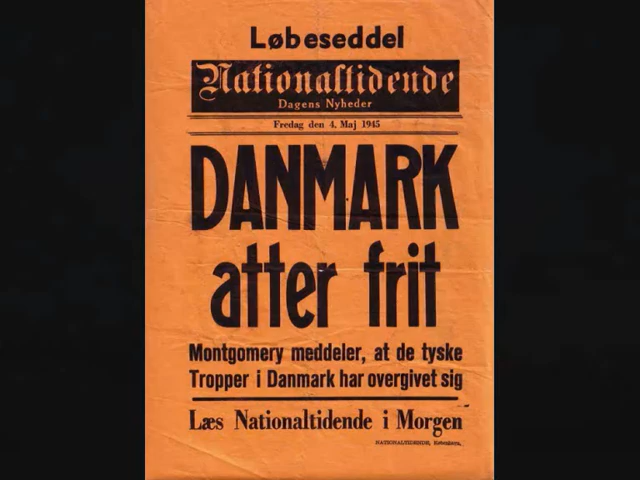 Løbeseddel
Nationaltidende
Dagens Nyheder
Fredag den 4. Maj 1945
DANMARK
atter frit
Montgomery meddeler, at de tyske
Tropper i Danmark har overgivet sig
Læs Nationaltidende i Morgen
NATIONALTIDENDE, København.